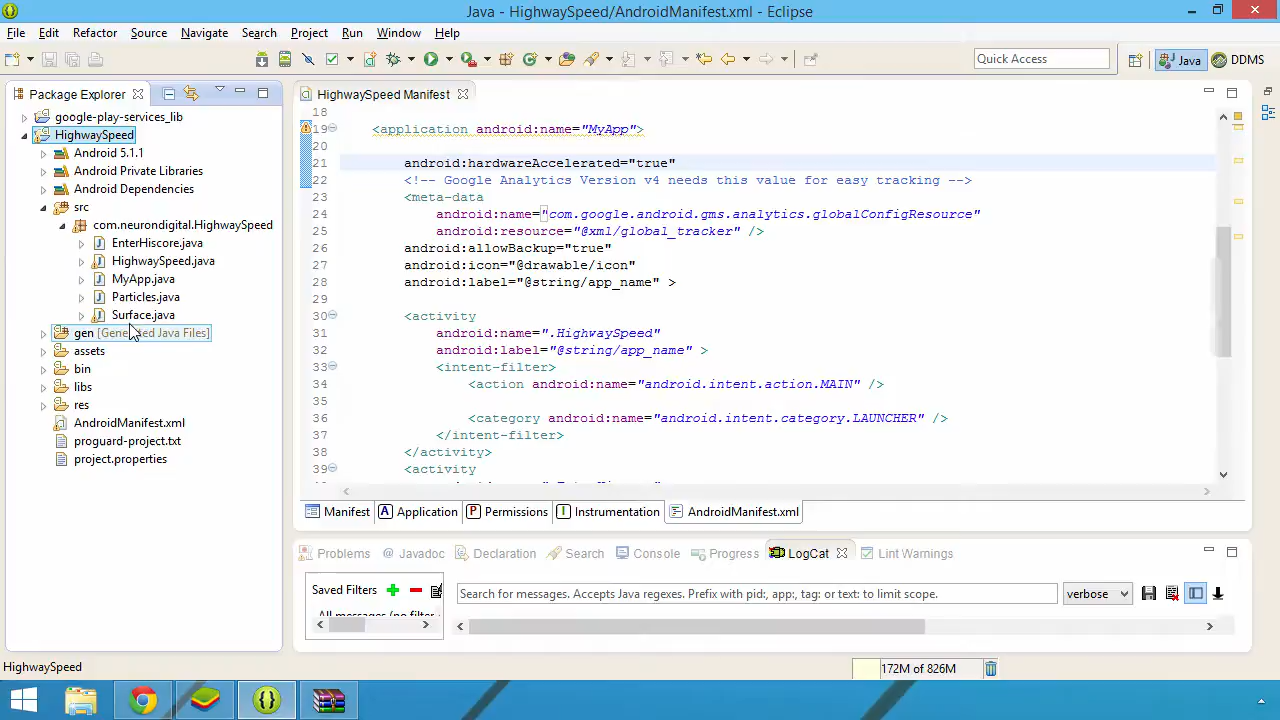 Java - HighwaySpeed/AndroidManifest.xml - Eclipse
File Edit Refactor Source Navigate Search Project Run Window Help
Quick Access
Java
DDMS
Package Explorer
google-play-services_lib
HighwaySpeed
Android 5.1.1
Android Private Libraries
Android Dependencies
src
com.neurondigital.HighwaySpeed
EnterHiscore.java
HighwaySpeed.java
MyApp.java
Particles.java
Surface.java
gen [Generated Java Files]
assets
bin
libs
res
AndroidManifest.xml
proguard-project.txt
project.properties
HighwaySpeed Manifest
18
19 <application android:name="MyApp">
20
21 android:hardwareAccelerated="true"
22 <!-- Google Analytics Version v4 needs this value for easy tracking -->
23 <meta-data
24 android:name="com.google.android.gms.analytics.globalConfigResource"
25 android:resource="@xml/global_tracker" />
26 android:allowBackup="true"
27 android:icon="@drawable/icon"
28 android:label="@string/app_name" >
29
30 <activity
31 android:name=".HighwaySpeed"
32 android:label="@string/app_name" >
33 <intent-filter>
34 <action android:name="android.intent.action.MAIN" />
35
36 <category android:name="android.intent.category.LAUNCHER" />
37 </intent-filter>
38 </activity>
39 <activity
Manifest A Application P Permissions I Instrumentation AndroidManifest.xml
Problems @ Javadoc Declaration Search Console Progress LogCat Lint Warnings
Saved Filters
All messages (no filter
Search for messages. Accepts Java regexes. Prefix with pid:, app:, tag: or text: to limit scope.
verbose
HighwaySpeed
172M of 826M